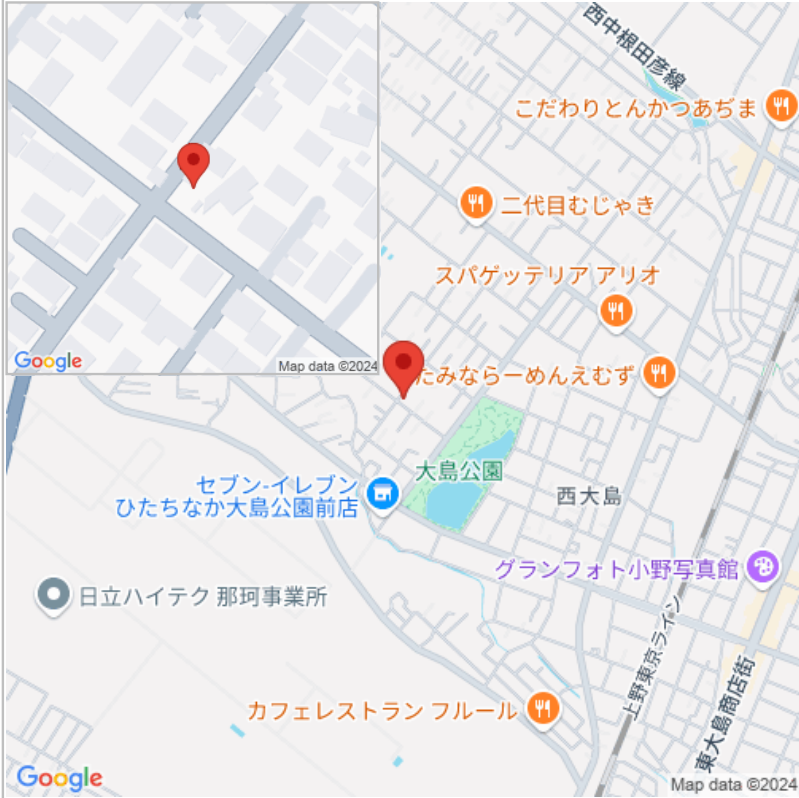 西中根田彦線
こだわりとんかつあぢま
二代目むじゃき
スパゲッテリア アリオ
Google
Map data ©2024
たみならーめんえむず
大島公園
セブン-イレブン
ひたちなか大島公園前店
西大島
グランフォト小野写真館
日立ハイテク 那珂事業所
上野東京ライン
カフェレストラン フルール
東大島商店街
Google
Map data ©2024